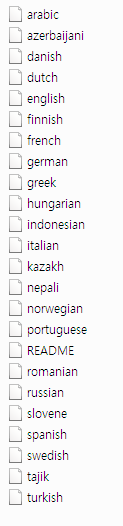 arabic
azerbaijani
danish
dutch
english
finnish
french
german
greek
hungarian
indonesian
italian
kazakh
nepali
norwegian
portuguese
README
romanian
russian
slovene
spanish
swedish
tajik
turkish